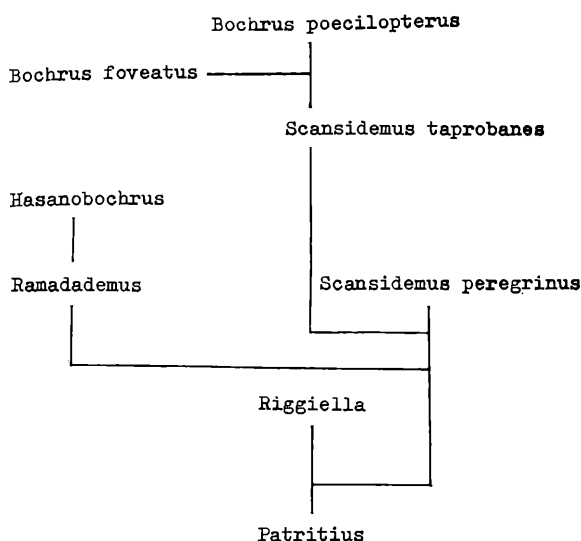 Bochrus poecilopterus
Bochrus foveatus
Scansidemus taprobanes
Hasanobochrus
Ramadademus
Scansidemus peregrinus
Riggiella
Patritius